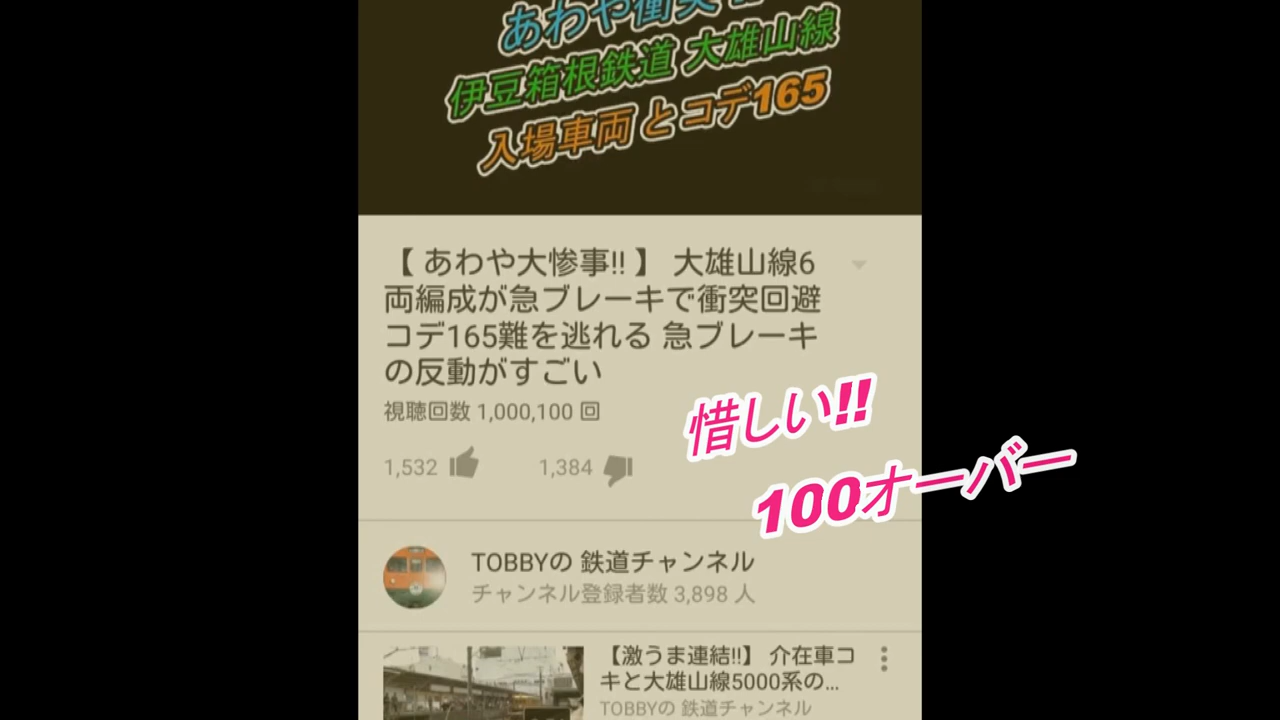 あわや衝突
伊豆箱根鉄道 大雄山線
入場車両 とコデ165
【 あわや大惨事!! 】 大雄山線6
両編成が急ブレーキで衝突回避
コデ165難を逃れる 急ブレーキ
の反動がすごい
視聴回数 1,000,100 回
惜しい!!
1,532
1,384
100オーバー
TOBBYの 鉄道チャンネル
チャンネル登録者数 3,898 人
【激うま連結!!】 介在車コ
キと大雄山線5000系の...
TOBBYの 鉄道チャンネル